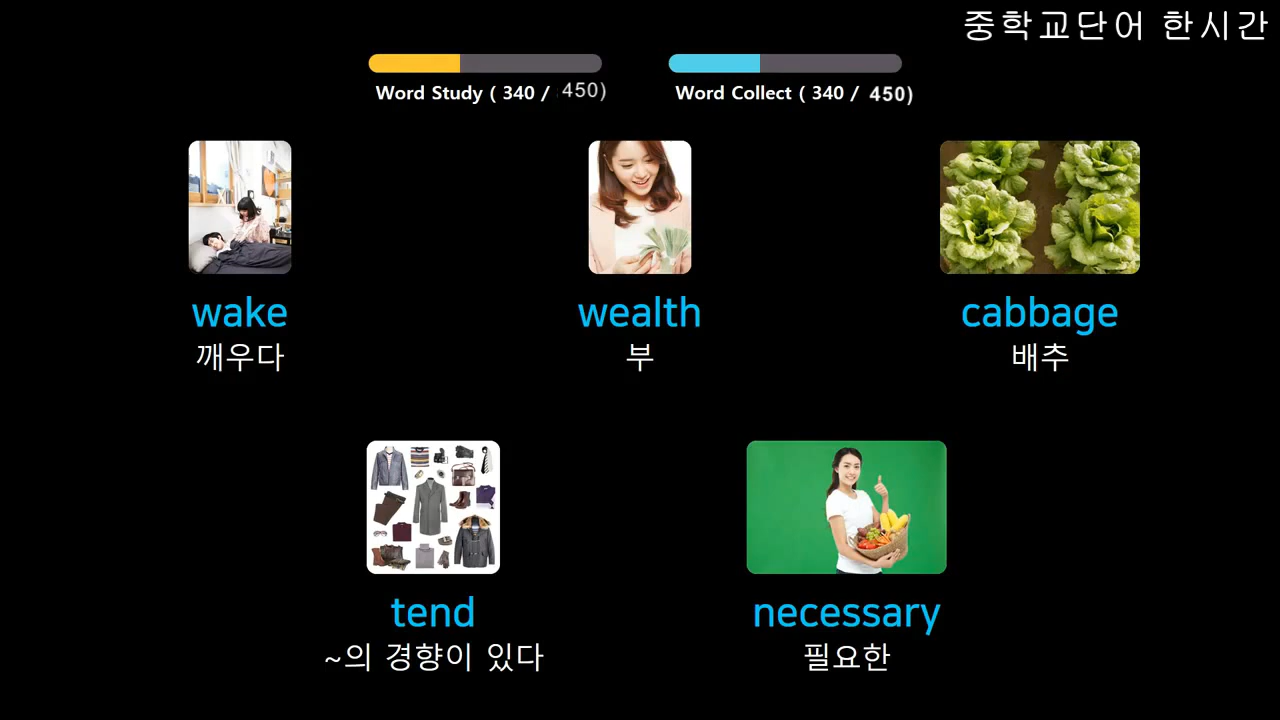 중학교단어 한시간
Word Study ( 340 / 450)
Word Collect ( 340 / 450)
wake
깨우다
wealth
부
cabbage
배추
tend
~의 경향이 있다
necessary
필요한